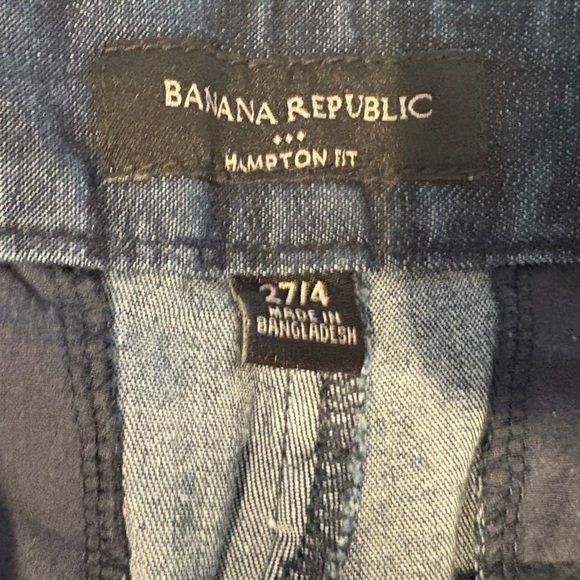 BANANA REPUBLIC
HAMPTON FIT
27/4
MADE IN
BANGLADESH